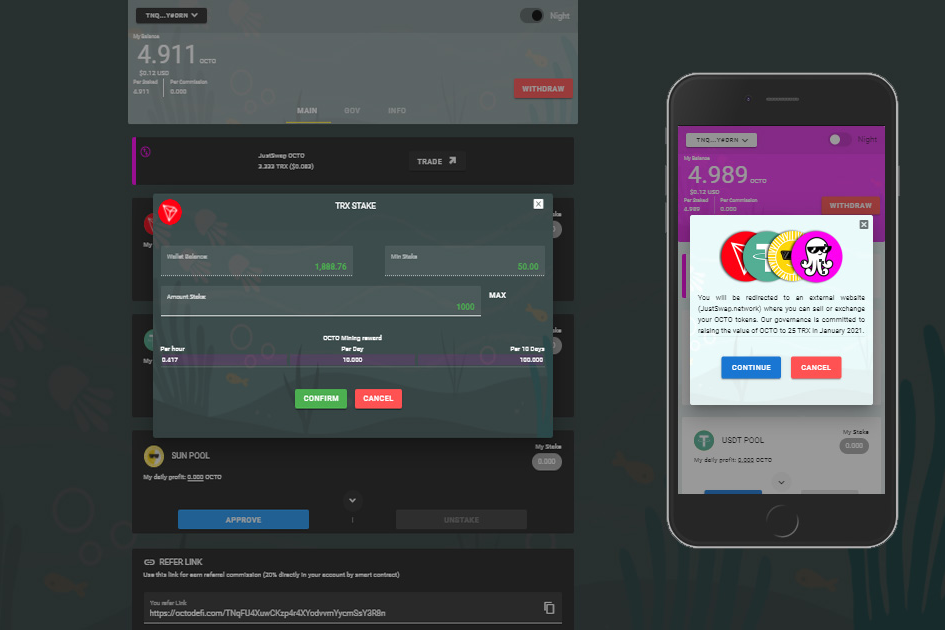 TNQ...Y#DRN
Night
My Balance
4.911 OCTO
$0.12 USD
Per Staked
Per Commission
4.911
0.000
WITHDRAW
MAIN
GOV
INFO
JustSwap OCTO
3.333 TRX ($0.083)
TRADE
TRX STAKE
Wallet Balance:
1,888.76
Min Stake
50.00
Amount Stake:
1000
MAX
OCTO Mining reward
Per hour
Per Day
Per 10 Days
0.417
10.000
100.000
CONFIRM
CANCEL
My
My
SUN POOL
My Stake
0.000
My daily profit: 0.000 OCTO
APPROVE
UNSTAKE
REFER LINK
Use this link for earn referral commission (20% directly in your account by smart contract)
You refer Link
https://octodefi.com/TNqFU4XuwCKzp4r4XYodvvmYycmSsY3R8n
TNQ...Y#DRN
Night
My Balance
4.989 OCTO
$0.12 USD
Per Staked
Per Commission
4.989
0.000
WITHDRAW
You will be redirected to an external website
(JustSwap.network) where you can sell or exchange
your OCTO tokens. Our governance is committed to
raising the value of OCTO to 25 TRX in January 2021.
CONTINUE
CANCEL
USDT POOL
My Stake
0.000
My daily profit: 0.000 OCTO